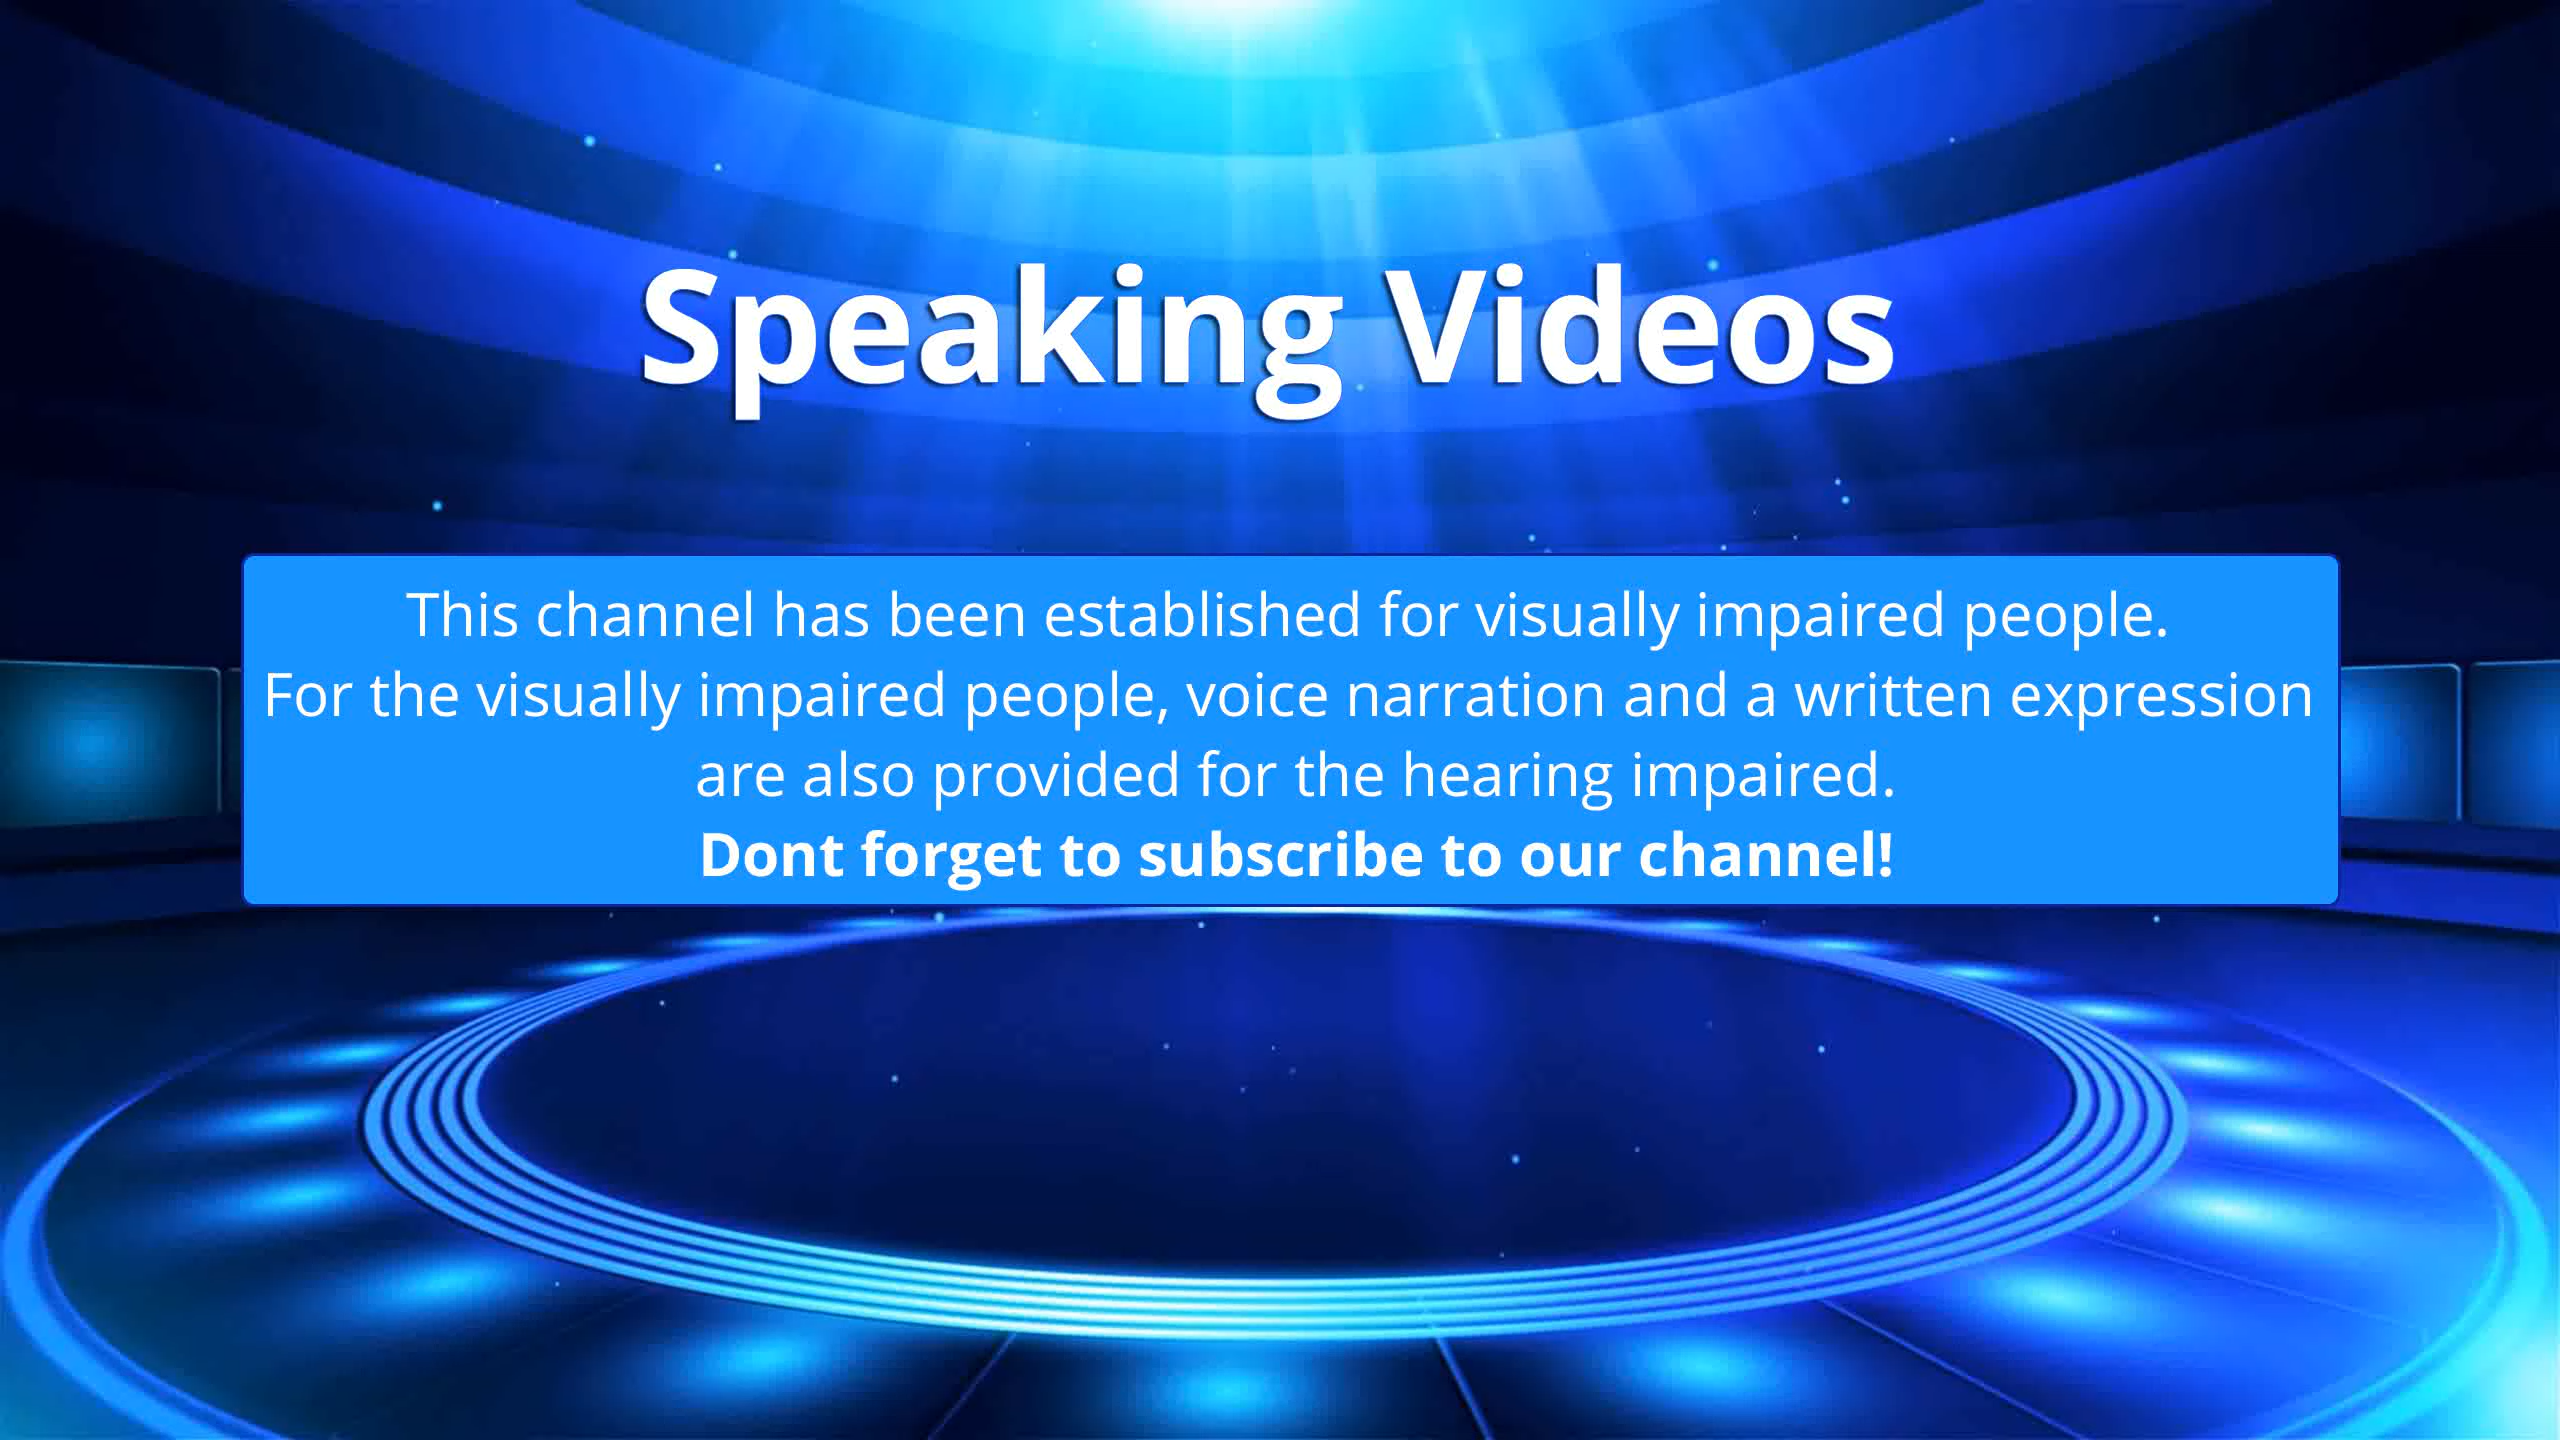 Speaking Videos
This channel has been established for visually impaired people.
For the visually impaired people, voice narration and a written expression
are also provided for the hearing impaired.
Dont forget to subscribe to our channel!